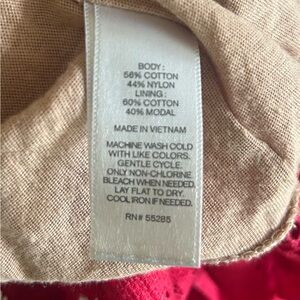 BODY:
56% COTTON
44% NYLON
LINING:
60% COTTON
40% MODAL
MADE IN VIETNAM
MACHINE WASH COLD
WITH LIKE COLORS.
GENTLE CYCLE.
ONLY NON-CHLORINE
BLEACH WHEN NEEDED.
LAY FLAT TO DRY.
COOL IRON IF NEEDED.
RN# 55285